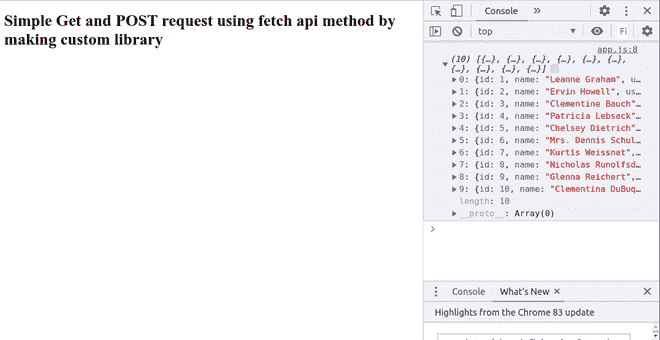 Simple Get and POST request using fetch api method by
making custom library
Console »
top ▼ Fi
app.js:8
(10) [{…}, {…}, {…}, {…}, {…}, {…},
{…}, {…}, {…}, {…}]
▶0: {id: 1, name: "Leanne Graham", u…
▶1: {id: 2, name: "Ervin Howell", us…
▶2: {id: 3, name: "Clementine Bauch"…
▶3: {id: 4, name: "Patricia Lebsack"…
▶4: {id: 5, name: "Chelsey Dietrich"…
▶5: {id: 6, name: "Mrs. Dennis Schul…
▶6: {id: 7, name: "Kurtis Weissnat",…
▶7: {id: 8, name: "Nicholas Runolfsd…
▶8: {id: 9, name: "Glenna Reichert",…
▶9: {id: 10, name: "Clementina DuBuq…
length: 10
▶__proto__: Array(0)
>
Console What's New ×
Highlights from the Chrome 83 update